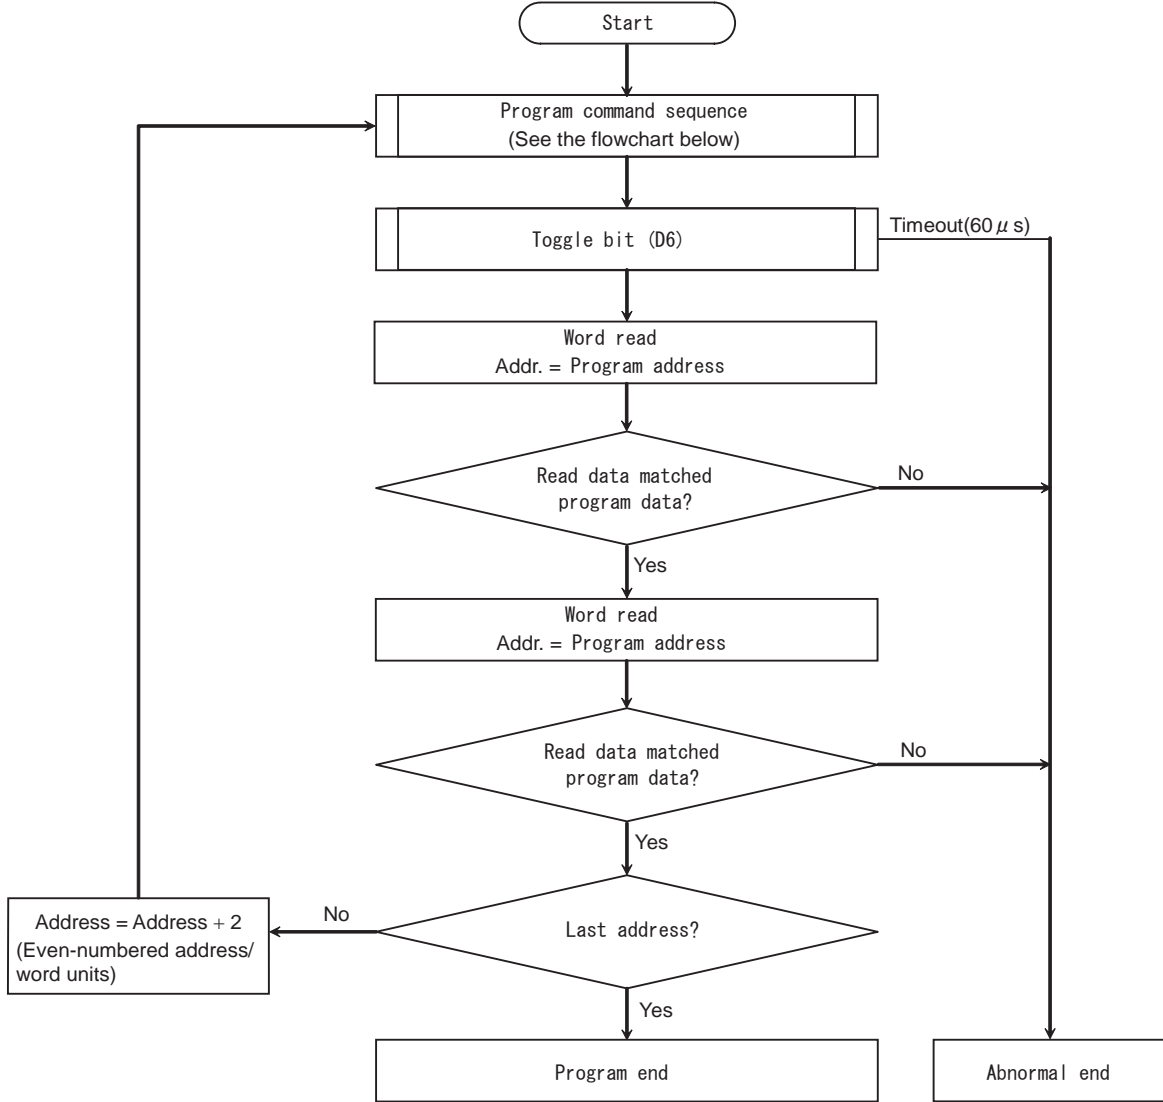 Start
Program command sequence
(See the flowchart below)
Toggle bit (D6)
Timeout(60 μ s)
Word read
Addr. = Program address
Read data matched
program data?
No
Yes
Word read
Addr. = Program address
Read data matched
program data?
No
Yes
Last address?
No
Address = Address + 2
(Even-numbered address/
word units)
Yes
Program end
Abnormal end